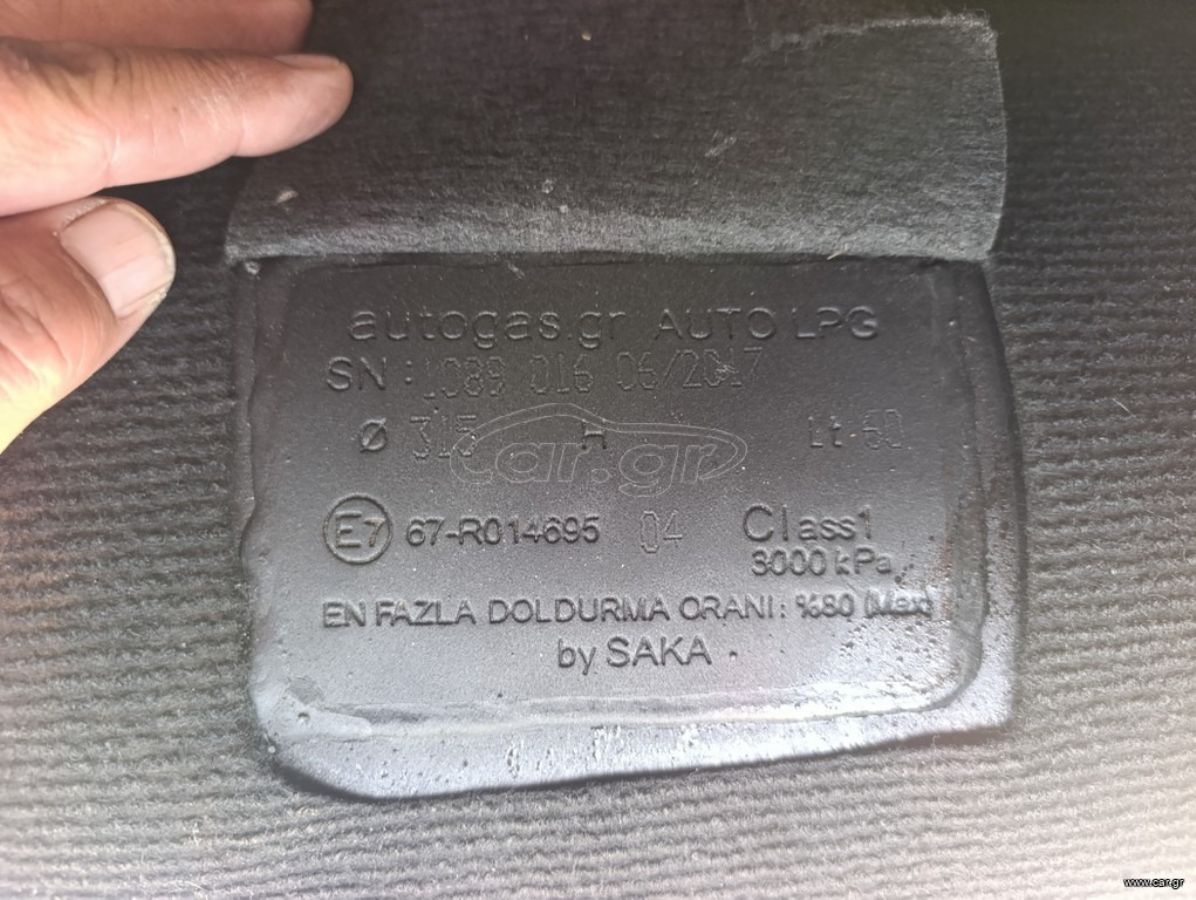 autogas.gr AUTO LPG
SN : 1089 016 06/2017
Ø 315 H Lt 60
E7 67-R014695 04 Class1
3000 kPa
EN FAZLA DOLDURMA ORANI: %80 (Max)
by SAKA
car.gr
www.car.gr